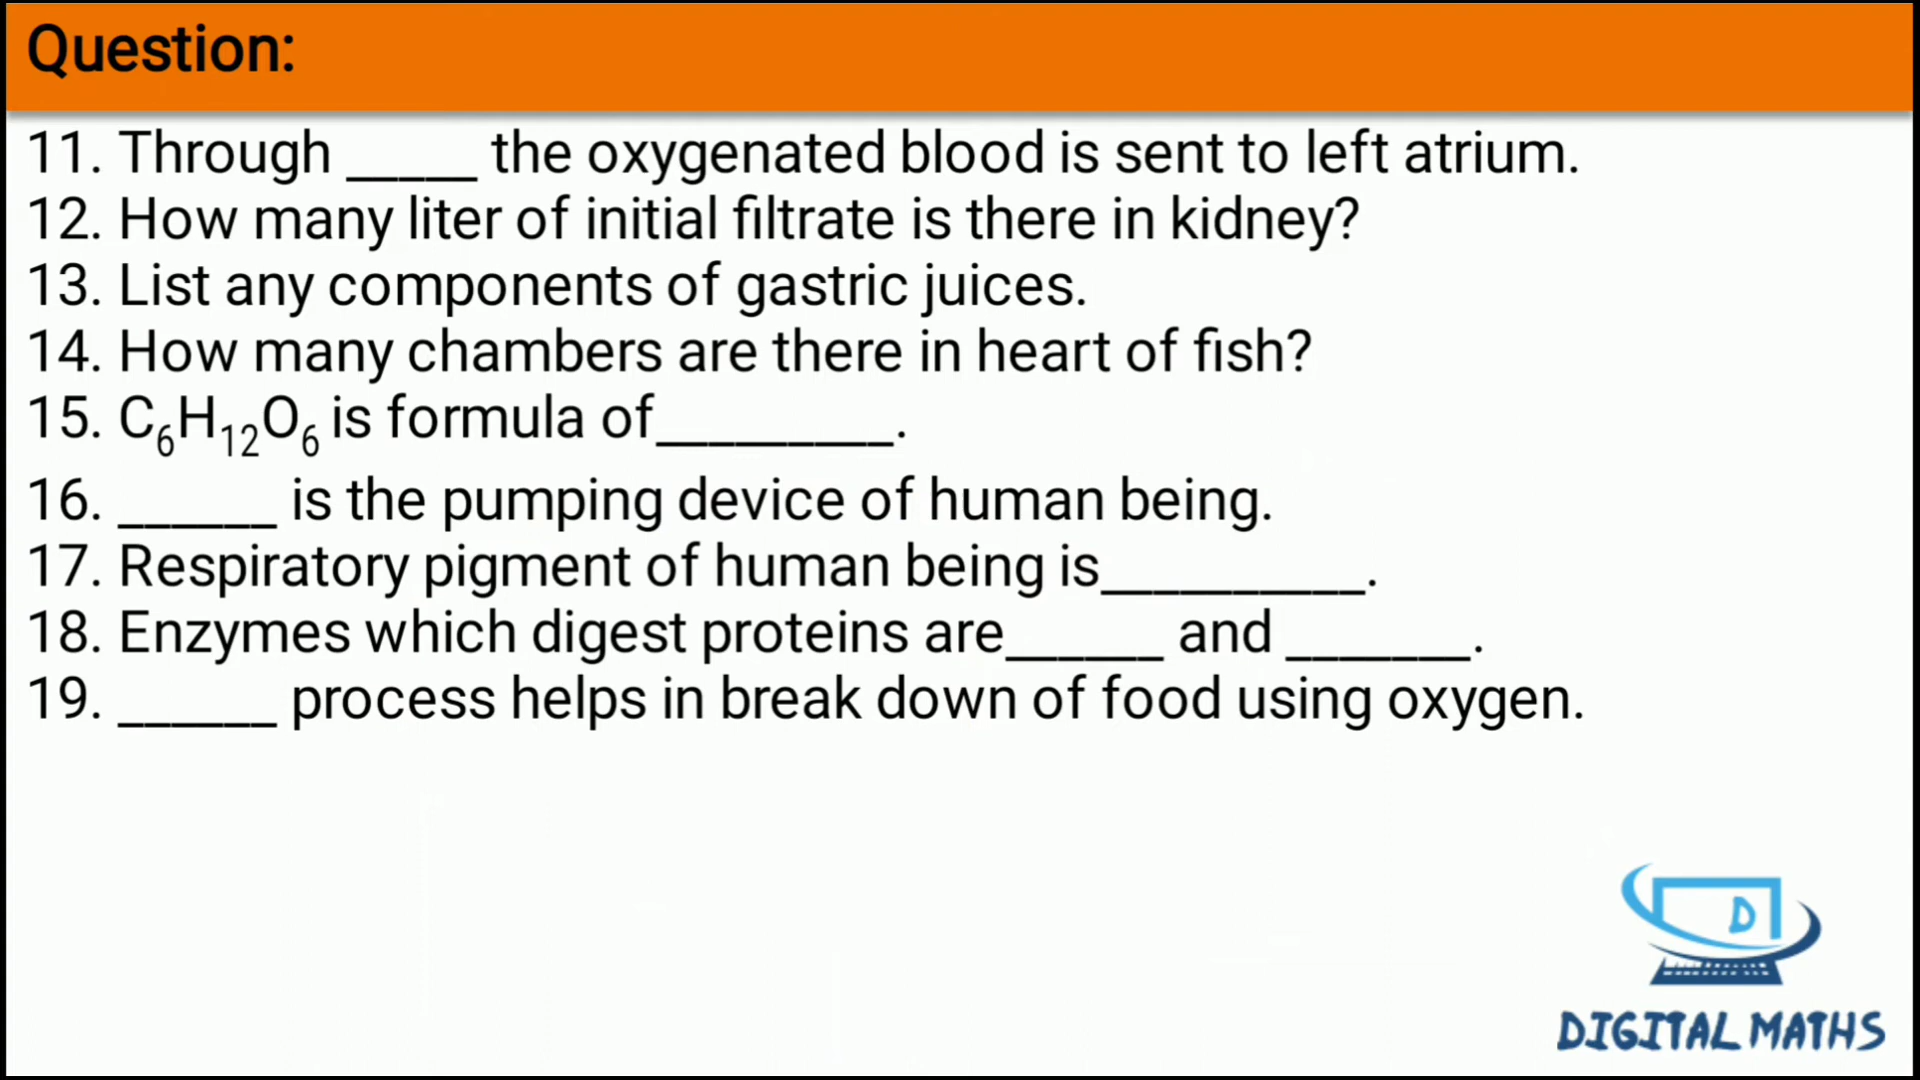 Question:
11. Through _____ the oxygenated blood is sent to left atrium.
12. How many liter of initial filtrate is there in kidney?
13. List any components of gastric juices.
14. How many chambers are there in heart of fish?
15. C₆H₁₂O₆ is formula of_________.
16. ______ is the pumping device of human being.
17. Respiratory pigment of human being is__________.
18. Enzymes which digest proteins are______ and _______.
19. ______ process helps in break down of food using oxygen.
D
DIGITAL MATHS